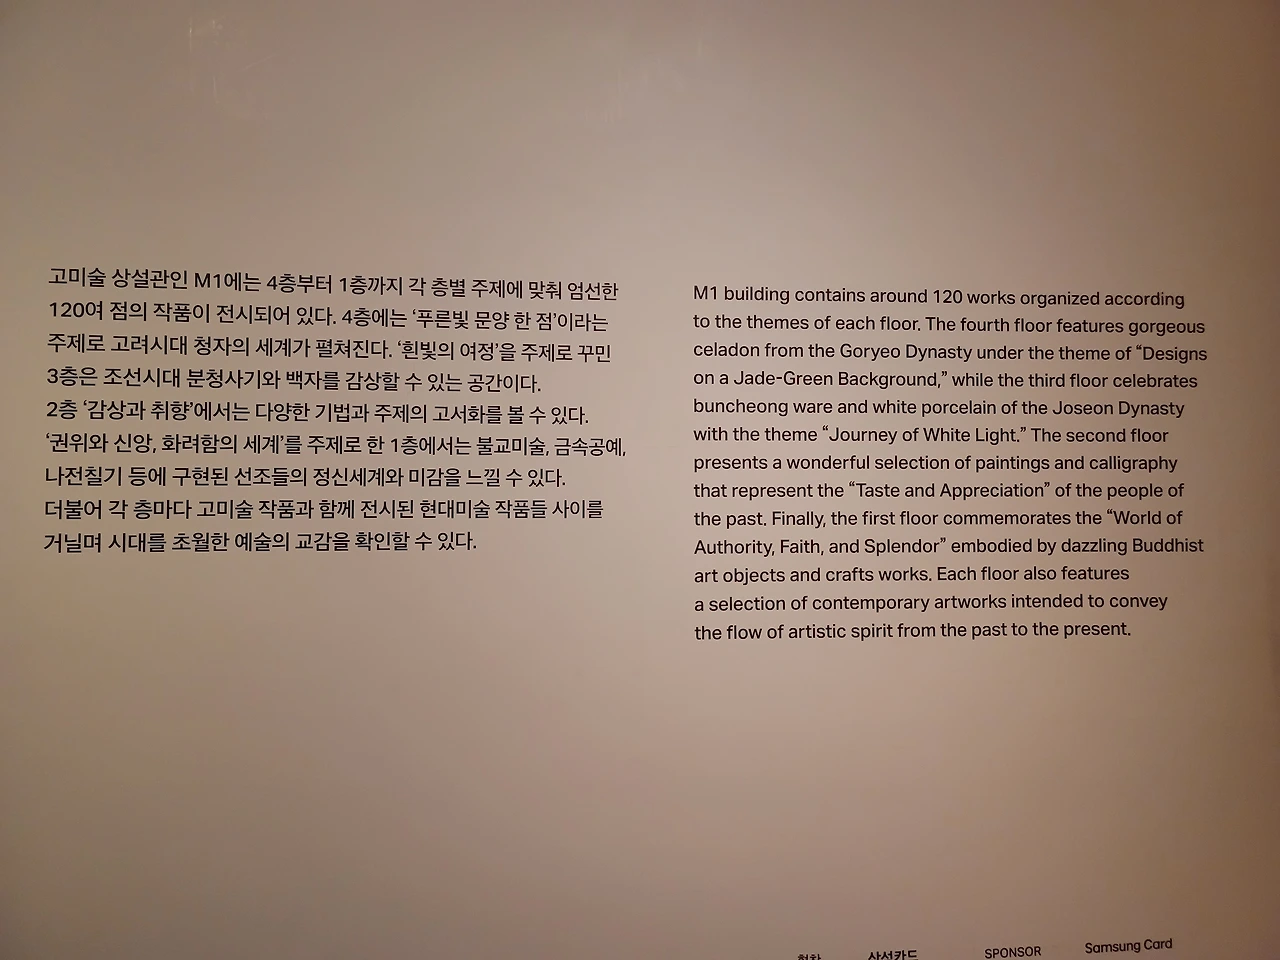 고미술 상설관인 M1에는 4층부터 1층까지 각 층별 주제에 맞춰 엄선한
120여 점의 작품이 전시되어 있다. 4층에는 ‘푸른빛 문양 한 점’이라는
주제로 고려시대 청자의 세계가 펼쳐진다. ‘흰빛의 여정’을 주제로 꾸민
3층은 조선시대 분청사기와 백자를 감상할 수 있는 공간이다.
2층 ‘감상과 취향’에서는 다양한 기법과 주제의 고서화를 볼 수 있다.
‘권위와 신앙, 화려함의 세계’를 주제로 한 1층에서는 불교미술, 금속공예,
나전칠기 등에 구현된 선조들의 정신세계와 미감을 느낄 수 있다.
더불어 각 층마다 고미술 작품과 함께 전시된 현대미술 작품들 사이를
거닐며 시대를 초월한 예술의 교감을 확인할 수 있다.
M1 building contains around 120 works organized according
to the themes of each floor. The fourth floor features gorgeous
celadon from the Goryeo Dynasty under the theme of “Designs
on a Jade-Green Background,” while the third floor celebrates
buncheong ware and white porcelain of the Joseon Dynasty
with the theme “Journey of White Light.” The second floor
presents a wonderful selection of paintings and calligraphy
that represent the “Taste and Appreciation” of the people of
the past. Finally, the first floor commemorates the “World of
Authority, Faith, and Splendor” embodied by dazzling Buddhist
art objects and crafts works. Each floor also features
a selection of contemporary artworks intended to convey
the flow of artistic spirit from the past to the present.
협찬 삼성카드 SPONSOR Samsung Card